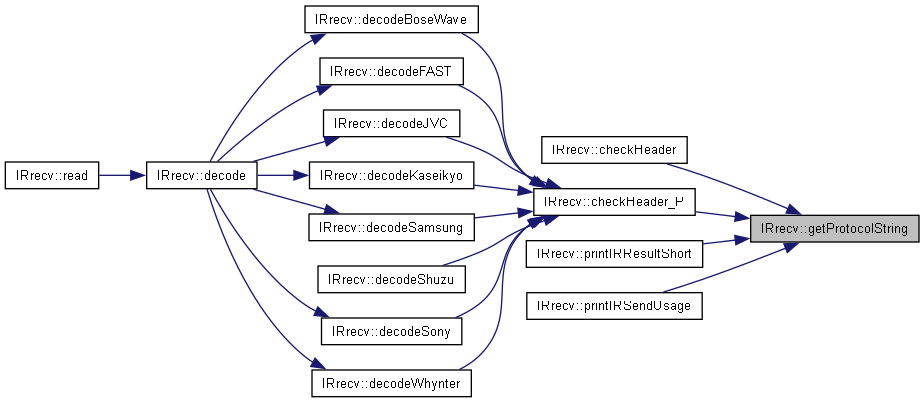 IRrecv::decodeBoseWave
IRrecv::decodeFAST
IRrecv::decodeJVC
IRrecv::checkHeader
IRrecv::read
IRrecv::decode
IRrecv::decodeKaseikyo
IRrecv::checkHeader_P
IRrecv::decodeSamsung
IRrecv::getProtocolString
IRrecv::printIRResultShort
IRrecv::decodeShuzu
IRrecv::printIRSendUsage
IRrecv::decodeSony
IRrecv::decodeWhynter